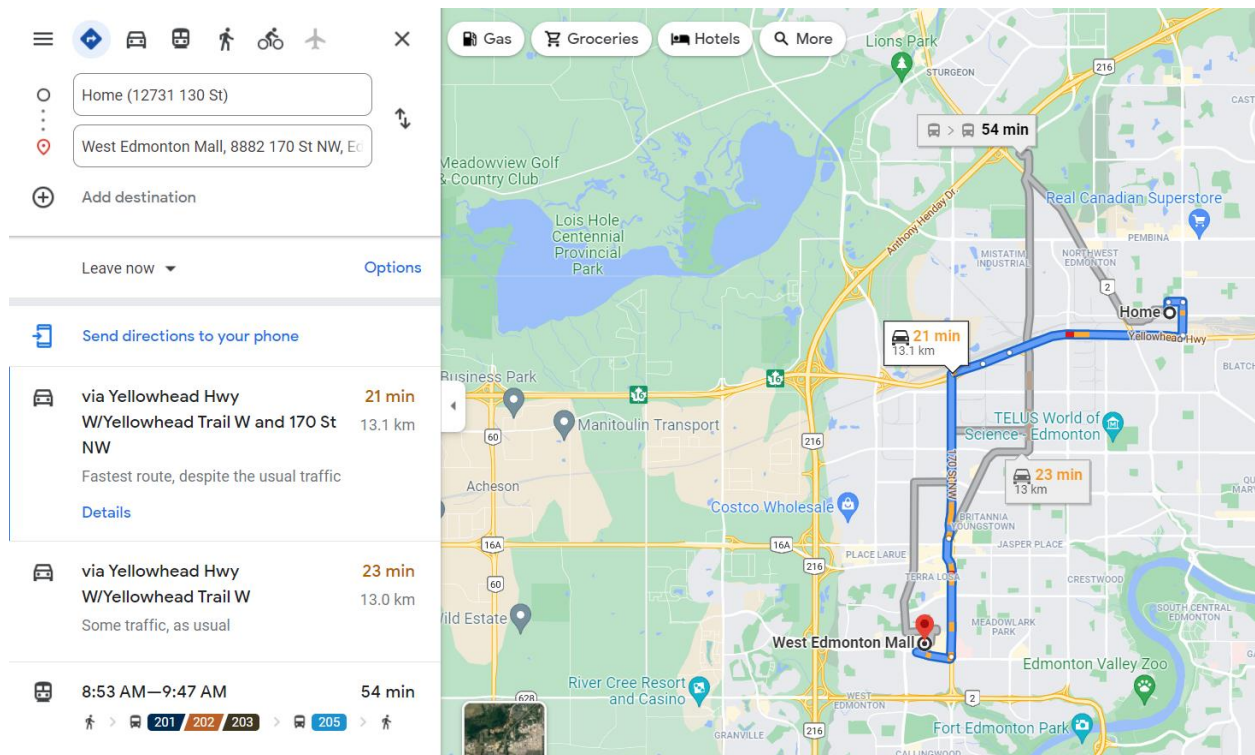 Home (12731 130 St)
West Edmonton Mall, 8882 170 St NW, Ed
Add destination
Leave now
Options
Send directions to your phone
via Yellowhead Hwy
W/Yellowhead Trail W and 170 St
NW
21 min
13.1 km
Fastest route, despite the usual traffic
Details
via Yellowhead Hwy
W/Yellowhead Trail W
23 min
13.0 km
Some traffic, as usual
8:53 AM—9:47 AM
54 min
201 / 202 / 203
205
Gas
Groceries
Hotels
More
Lions Park
STURGEON
216
CAST
54 min
Meadowview Golf
& Country Club
Lois Hole
Centennial
Provincial
Park
Anthony Henday Dr.
Real Canadian Superstore
PEMBINA
MISTATIM
INDUSTRIAL
NORTHWEST
EDMONTON
2
Home
Yellowhead Hwy
21 min
13.1 km
BLATCH
Business Park
16
16
Manitoulin Transport
TELUS World of
Science - Edmonton
60
216
170 St NW
23 min
13 km
Acheson
Costco Wholesale
BRITANNIA
YOUNGSTOWN
QU
MAR
16A
16A
JASPER PLACE
PLACE LARUE
216
TERRA LOSA
CRESTWOOD
60
SOUTH CENTRAL
EDMONTON
Wild Estate
MEADOWLARK
PARK
West Edmonton Mall
Edmonton Valley Zoo
River Cree Resort
and Casino
628
WEST
EDMONTON
2
Fort Edmonton Park
GRANVILLE
216
CALLINGWOOD